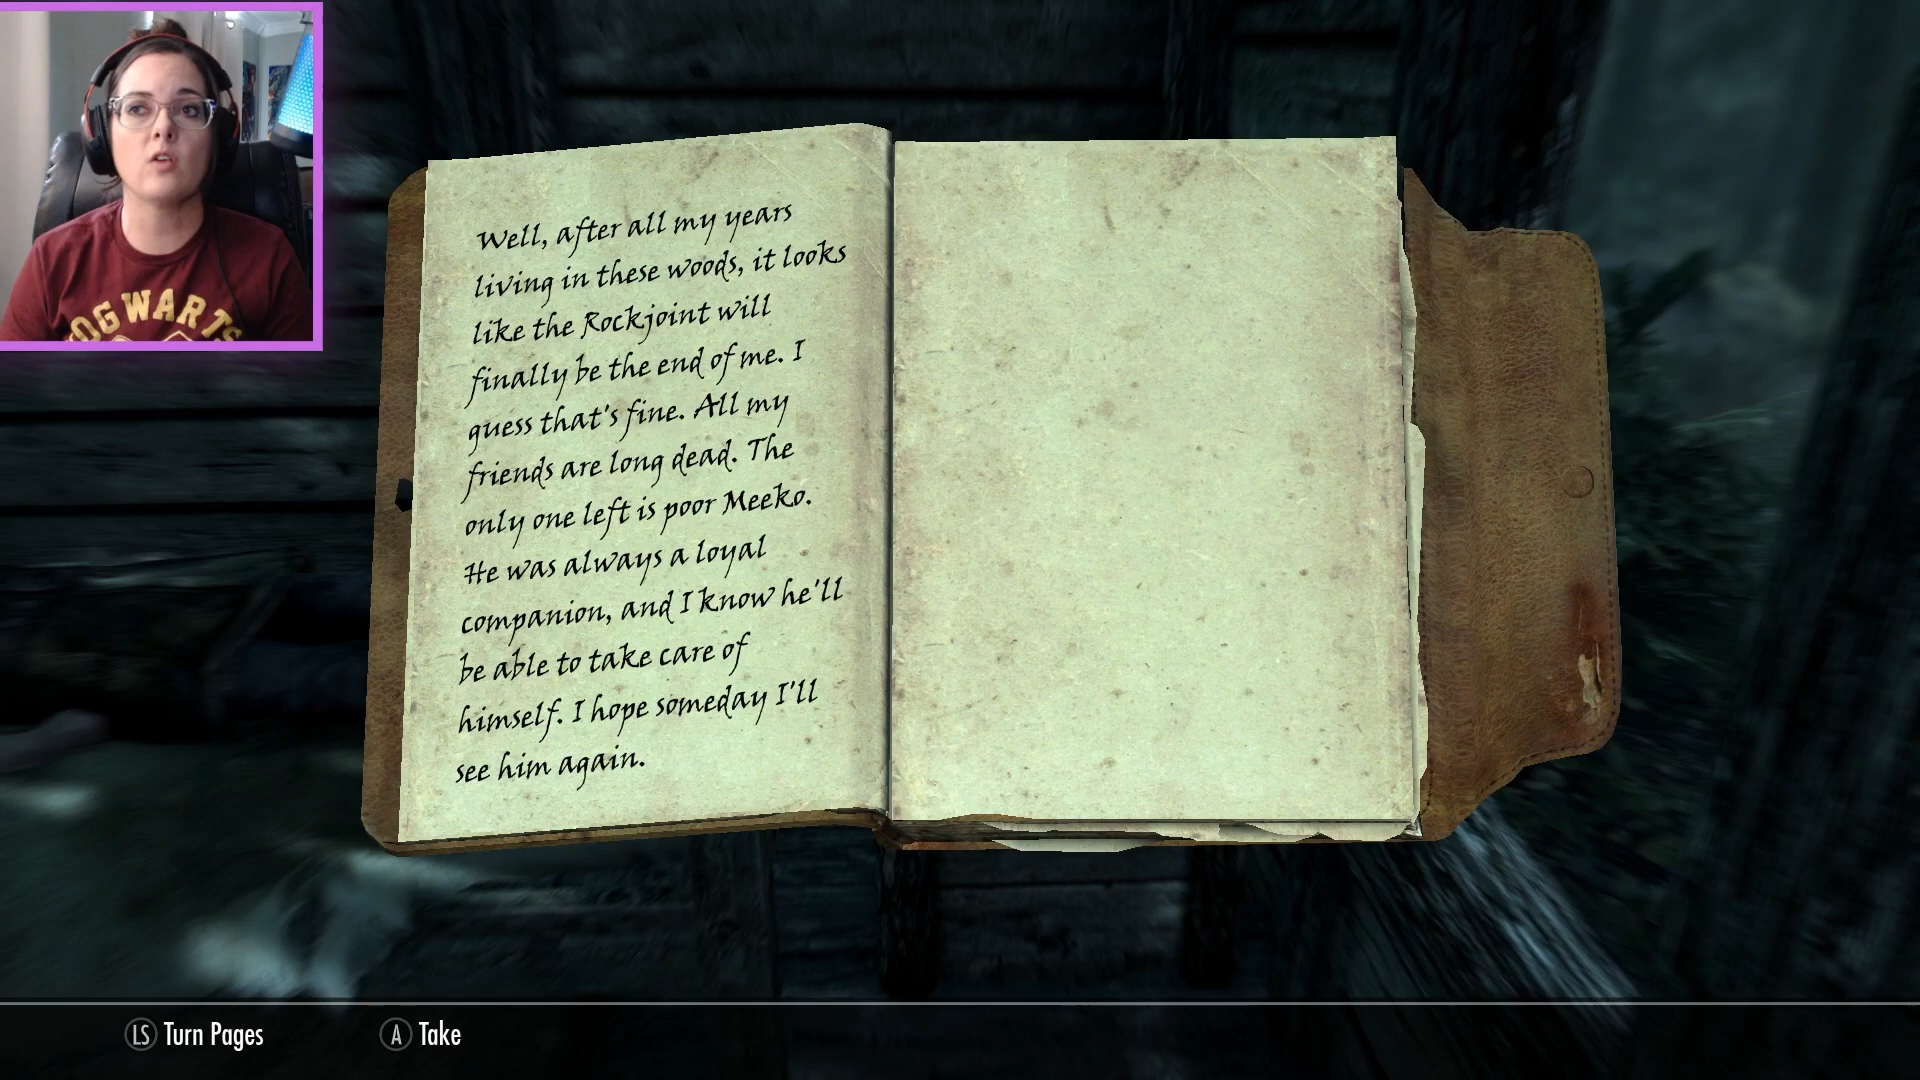 HOGWARTS
Well, after all my years
living in these woods, it looks
like the Rockjoint will
finally be the end of me. I
guess that's fine. All my
friends are long dead. The
only one left is poor Meeko.
He was always a loyal
companion, and I know he'll
be able to take care of
himself. I hope someday I'll
see him again.
LS Turn Pages A Take